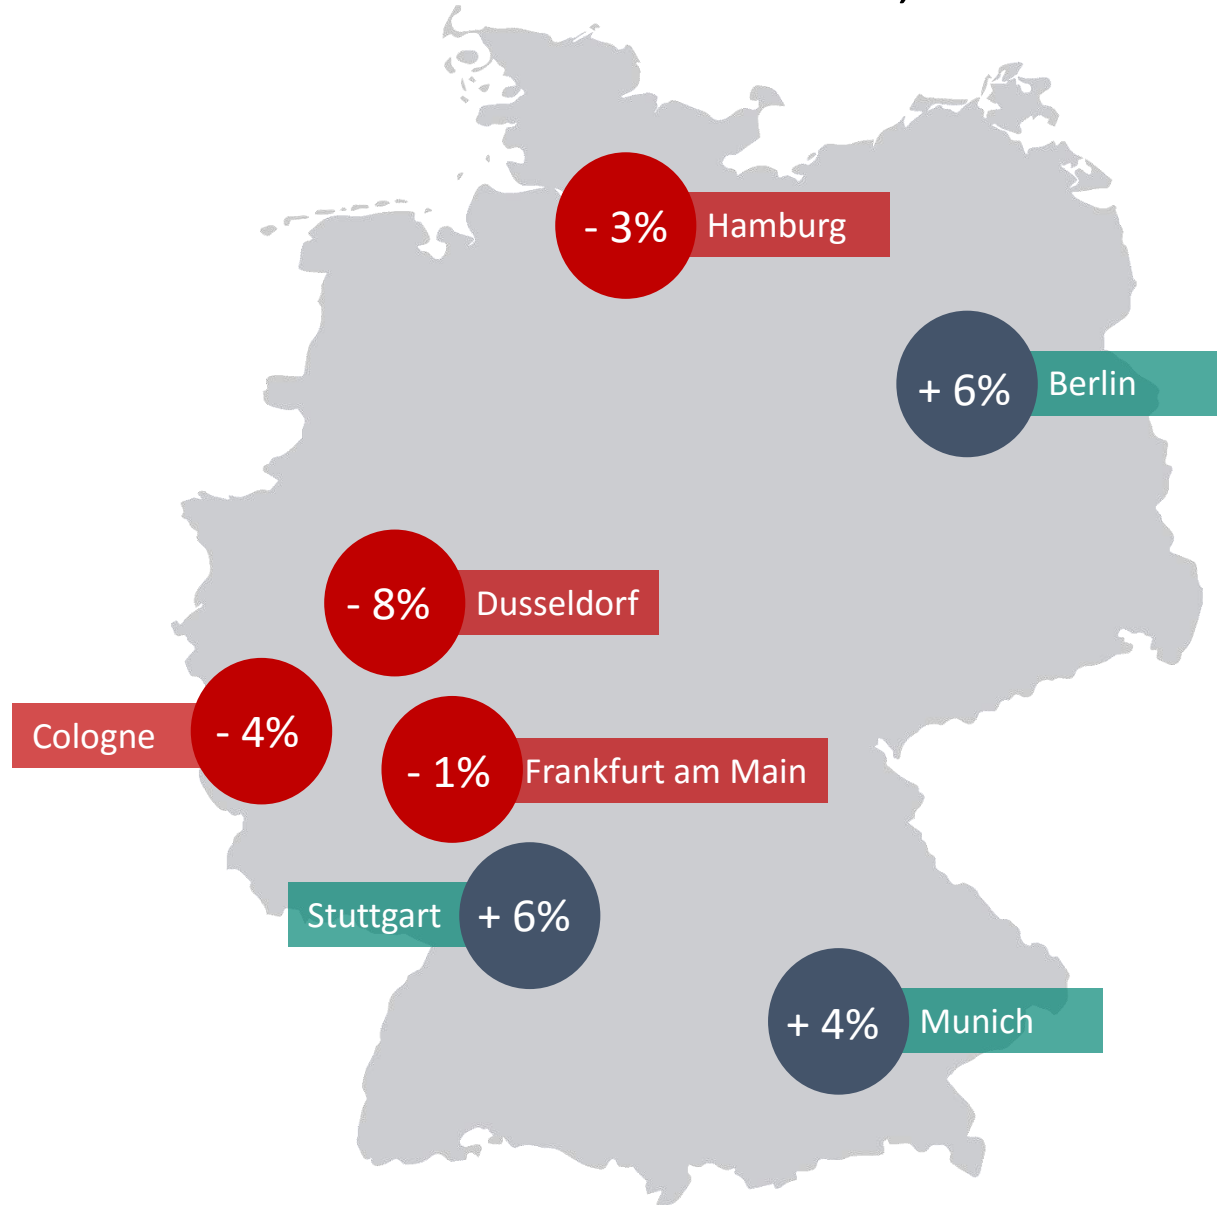 - 3% Hamburg
+ 6% Berlin
- 8% Dusseldorf
Cologne - 4%
- 1% Frankfurt am Main
Stuttgart + 6%
+ 4% Munich